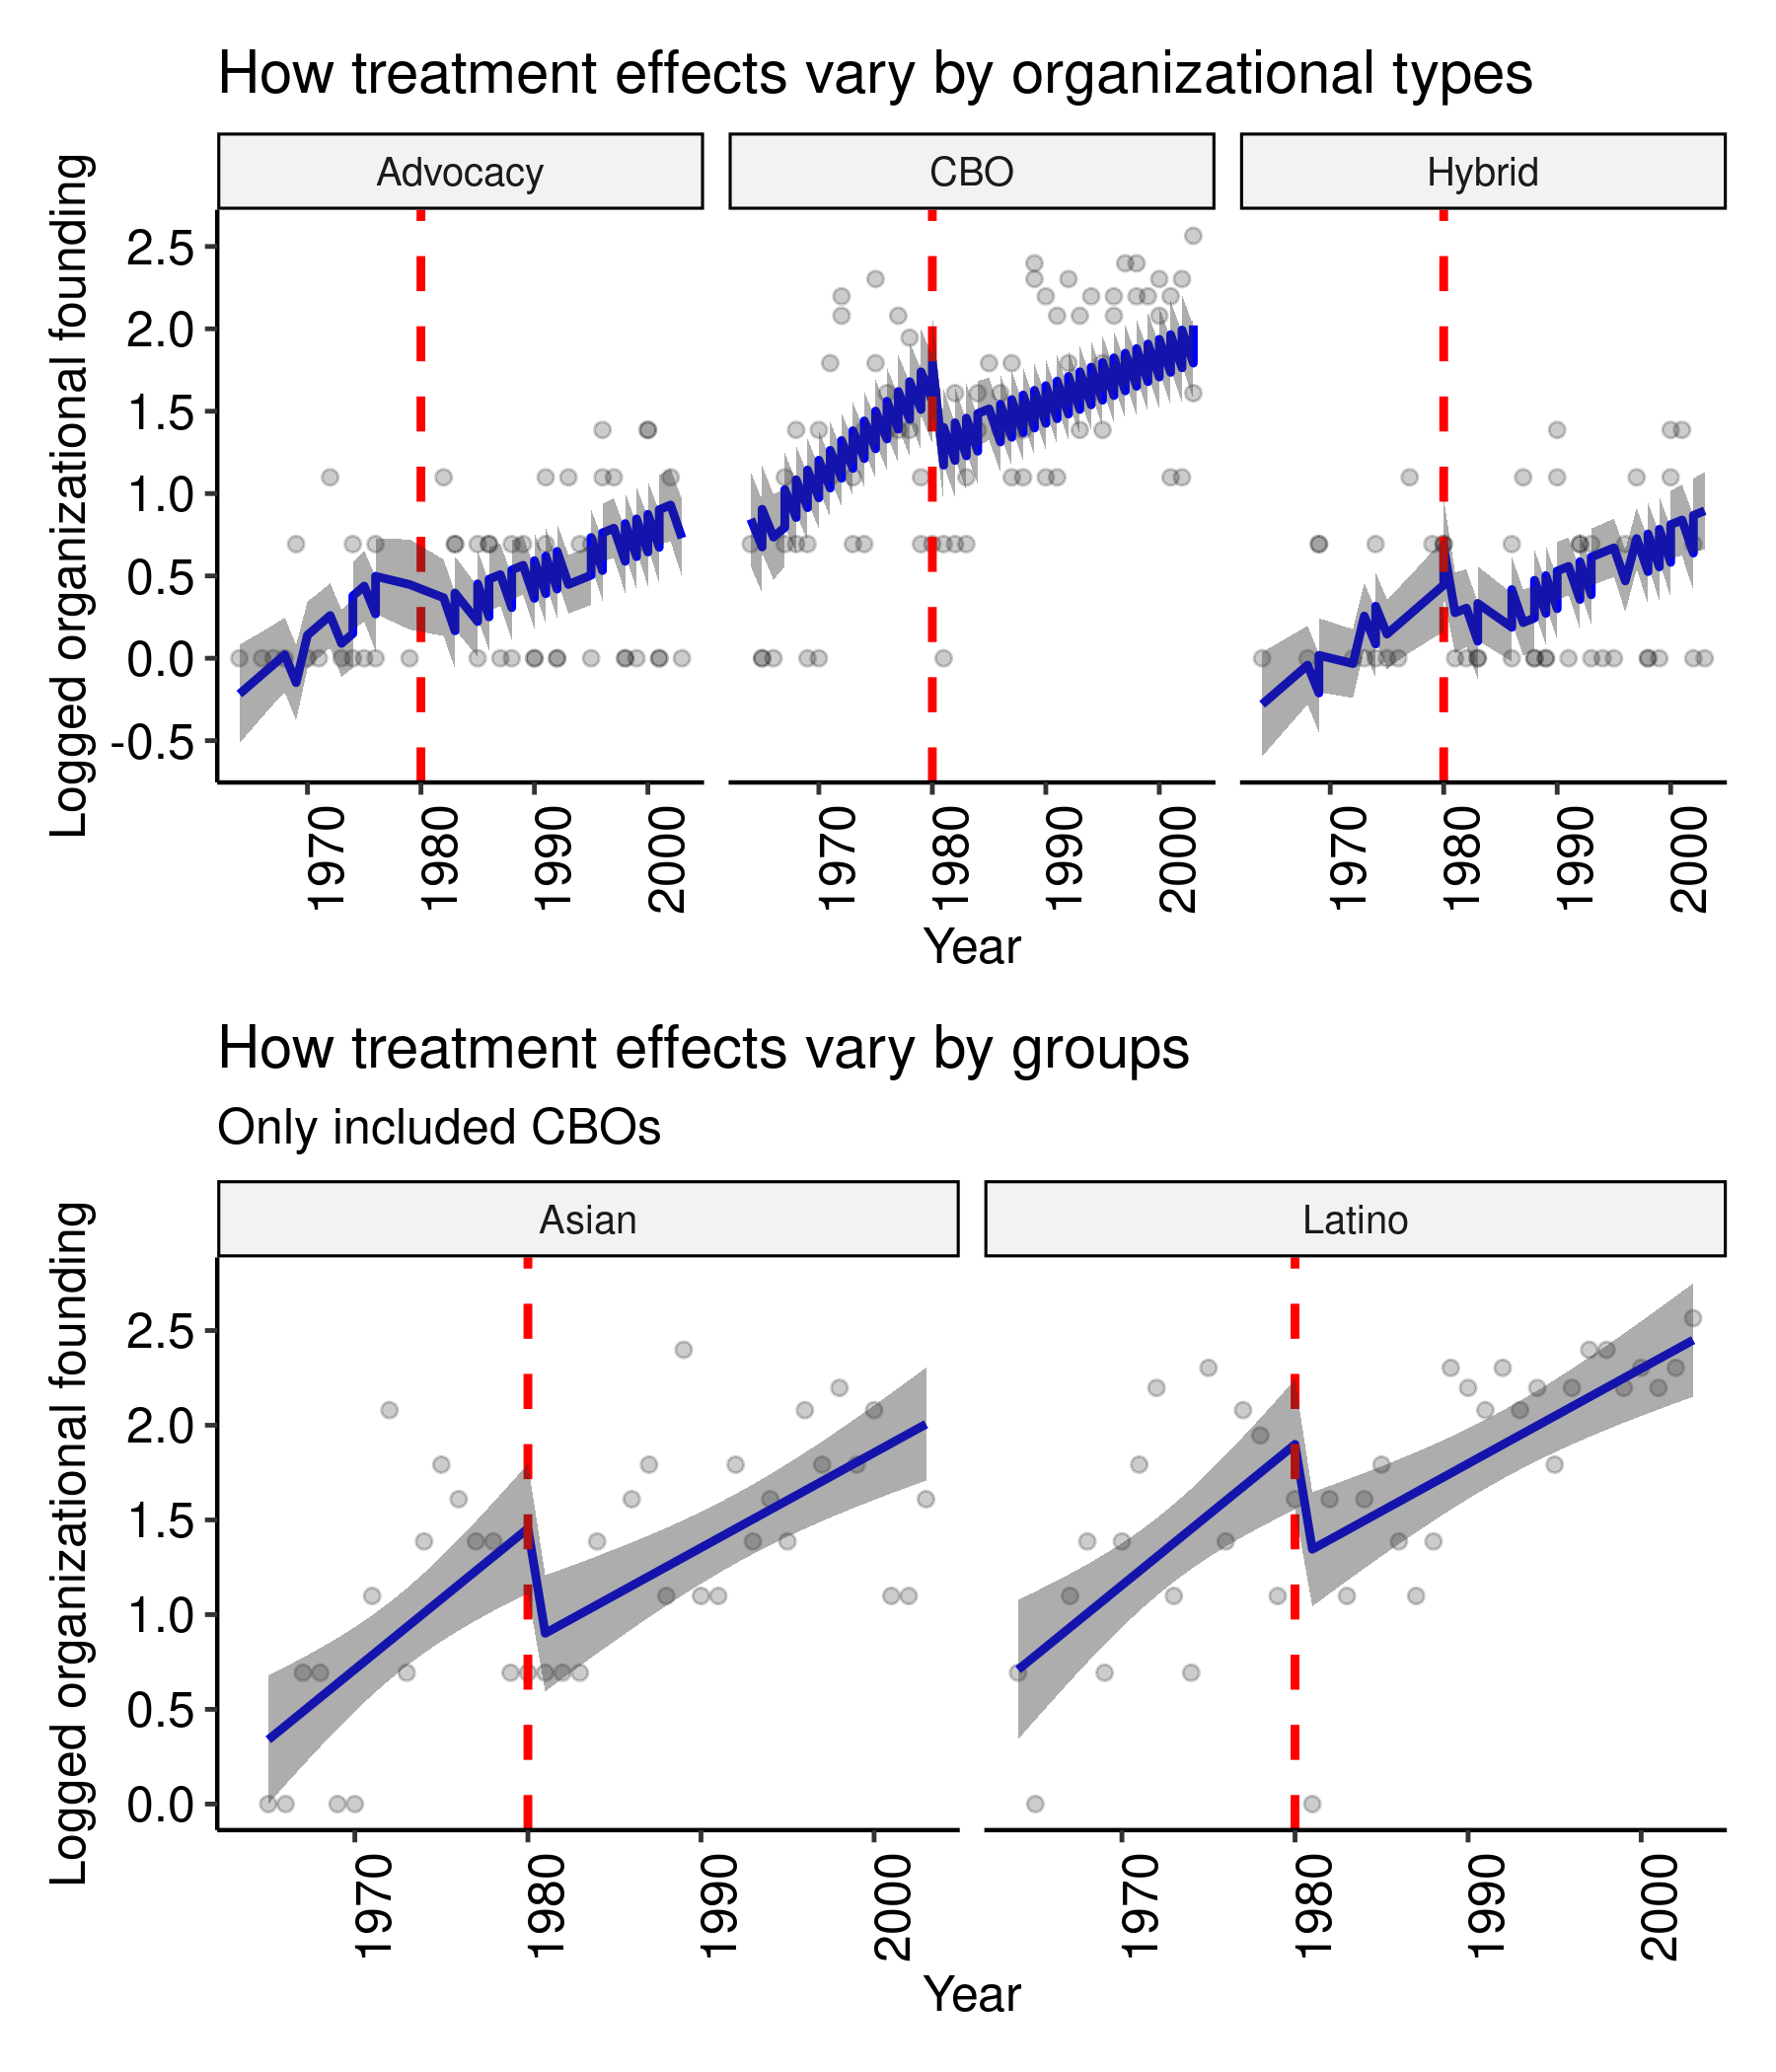 How treatment effects vary by organizational types
Advocacy
CBO
Hybrid
Logged organizational founding
2.5
2.0
1.5
1.0
0.5
0.0
-0.5
1970
1980
1990
2000
1970
1980
1990
2000
1970
1980
1990
2000
Year
How treatment effects vary by groups
Only included CBOs
Asian
Latino
Logged organizational founding
2.5
2.0
1.5
1.0
0.5
0.0
1970
1980
1990
2000
1970
1980
1990
2000
Year